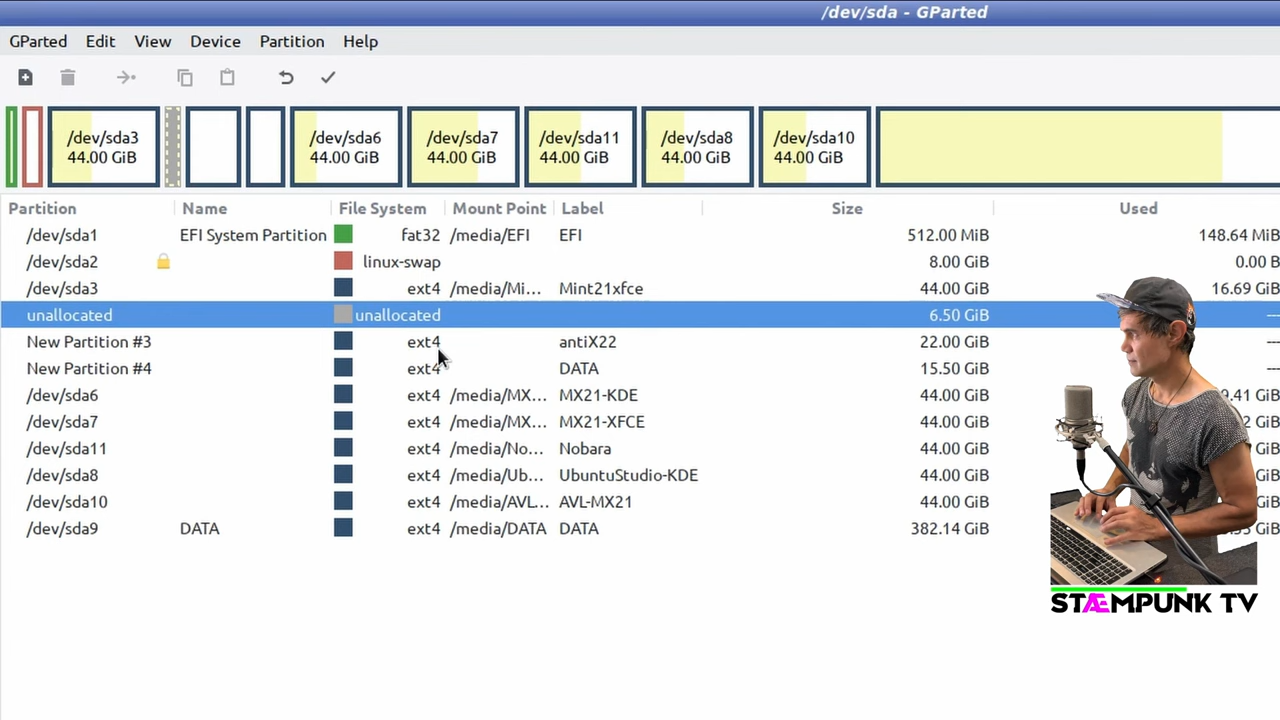 /dev/sda - GParted
GParted Edit View Device Partition Help
/dev/sda3 /dev/sda6 /dev/sda7 /dev/sda11 /dev/sda8 /dev/sda10
44.00 GiB 44.00 GiB 44.00 GiB 44.00 GiB 44.00 GiB 44.00 GiB
Partition Name File System Mount Point Label Size Used
/dev/sda1 EFI System Partition fat32 /media/EFI EFI 512.00 MiB 148.64 MiB
/dev/sda2 linux-swap 8.00 GiB 0.00 B
/dev/sda3 ext4 /media/Mi... Mint21xfce 44.00 GiB 16.69 GiB
unallocated unallocated 6.50 GiB ---
New Partition #3 ext4 antiX22 22.00 GiB ---
New Partition #4 ext4 DATA 15.50 GiB ---
/dev/sda6 ext4 /media/MX... MX21-KDE 44.00 GiB GiB
/dev/sda7 ext4 /media/MX... MX21-XFCE 44.00 GiB GiB
/dev/sda11 ext4 /media/No... Nobara 44.00 GiB GiB
/dev/sda8 ext4 /media/Ub... UbuntuStudio-KDE 44.00 GiB GiB
/dev/sda10 ext4 /media/AVL... AVL-MX21 44.00 GiB GiB
/dev/sda9 DATA ext4 /media/DATA DATA 382.14 GiB GiB
STÆMPUNK TV